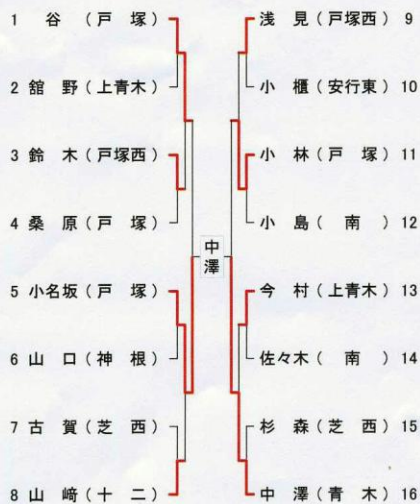 1 谷 (戸 塚)
2 舘 野 (上青木)
3 鈴 木 (戸塚西)
4 桑 原 (戸 塚)
5 小名坂 (戸 塚)
6 山 口 (神 根)
7 古 賀 (芝 西)
8 山 﨑 (十 二)
中澤
浅 見 (戸塚西) 9
小 櫃 (安行東) 10
小 林 (戸 塚) 11
小 島 ( 南 ) 12
今 村 (上青木) 13
佐々木 ( 南 ) 14
杉 森 (芝 西) 15
中 澤 (青 木) 16